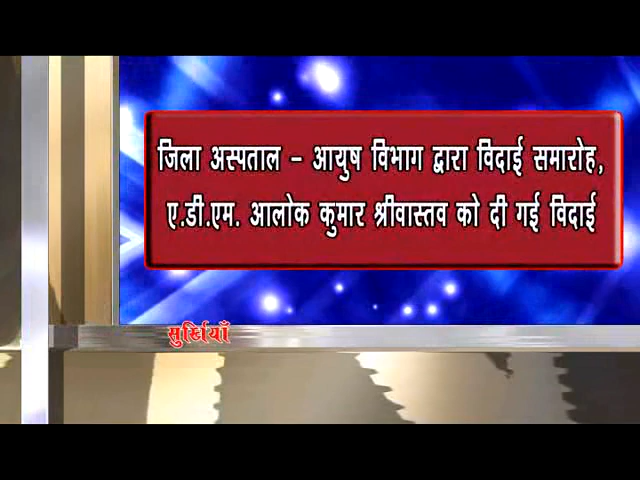 जिला अस्पताल - आयुष विभाग द्वारा विदाई समारोह,
ए.डी.एम. आलोक कुमार श्रीवास्तव को दी गई विदाई
सुर्खियाँ